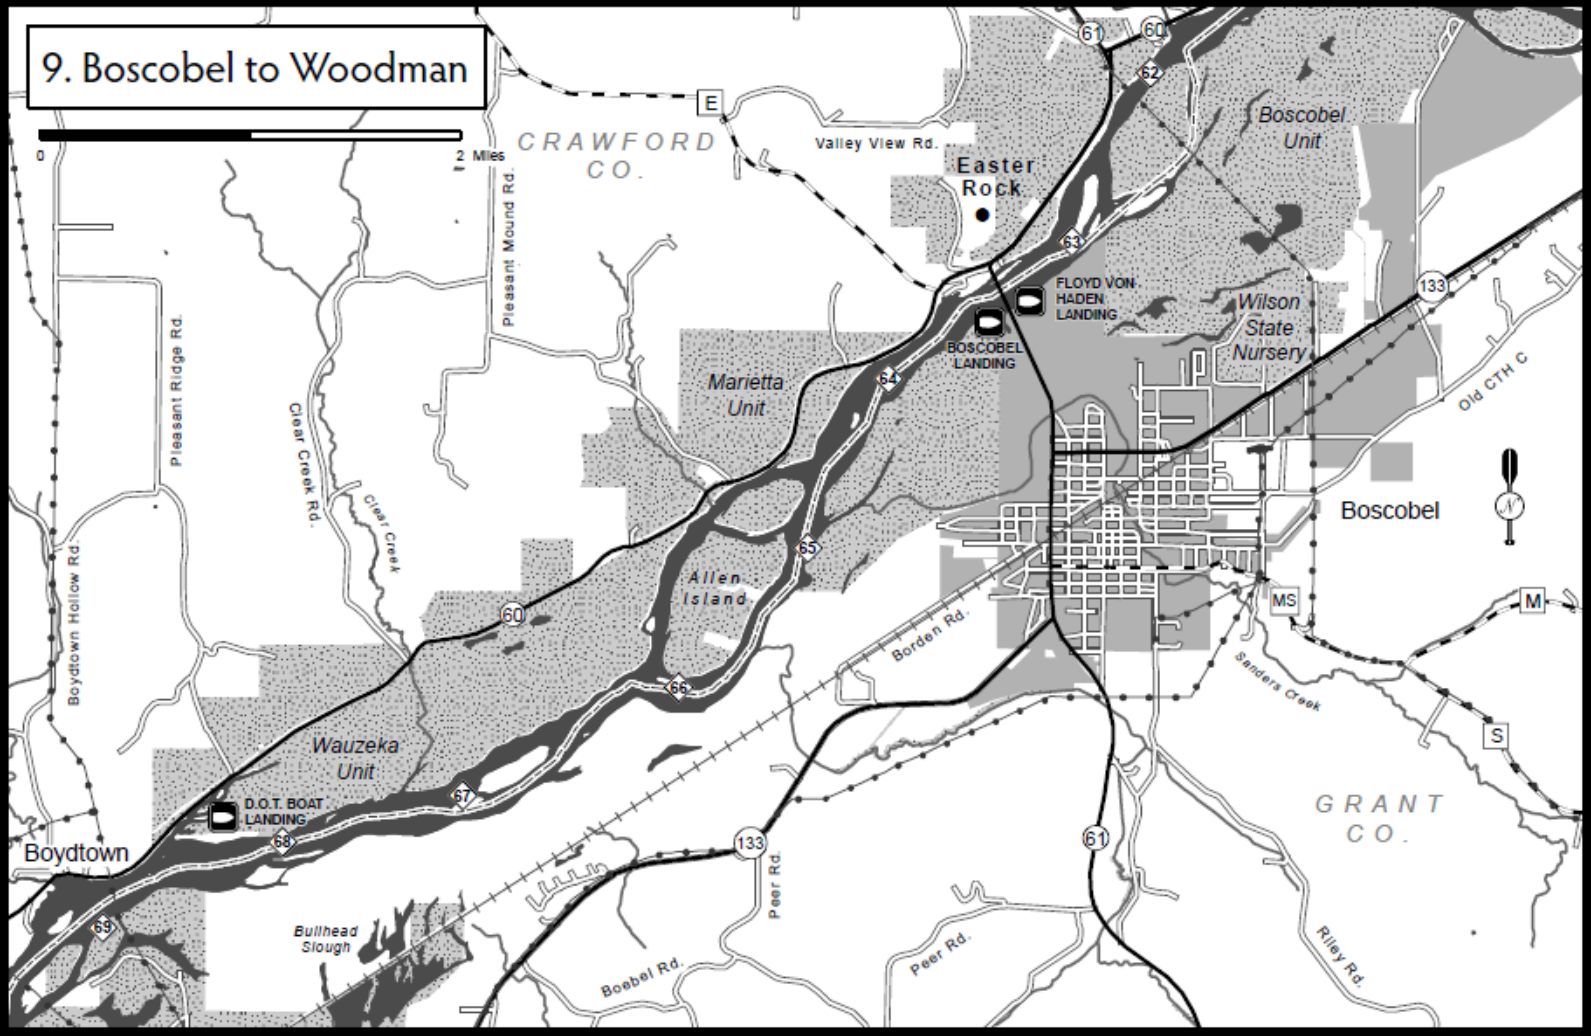 9. Boscobel to Woodman
0
2 Miles
61
60
62
E
CRAWFORD
CO.
Valley View Rd.
Boscobel
Unit
Easter
Rock
Pleasant Mound Rd.
63
FLOYD VON
HADEN
LANDING
133
Wilson
State
Nursery
BOSCOBEL
LANDING
64
Marietta
Unit
Old CTH C
Pleasant Ridge Rd.
Clear Creek Rd.
Clear Creek
N
Boscobel
65
Allen
Island
60
MS
M
Boydtown Hollow Rd.
Borden Rd.
Sanders Creek
66
S
Wauzeka
Unit
67
D.O.T. BOAT
LANDING
68
GRANT
CO.
133
61
Boydtown
Peer Rd.
69
Bullhead
Slough
Boebel Rd.
Peer Rd.
Riley Rd.